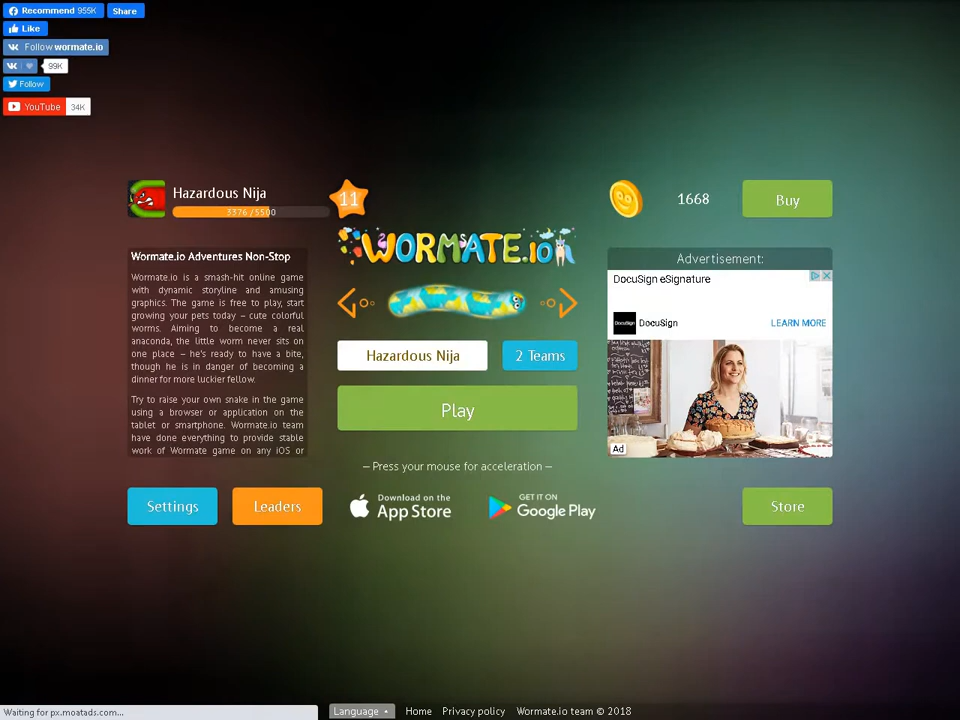 Recommend 955K Share
Like
Follow wormate.io
99K
Follow
YouTube 34K
Hazardous Nija
3376 / 5500
11
1668
Buy
WORMATE.io
Wormate.io Adventures Non-Stop
Wormate.io is a smash-hit online game
with dynamic storyline and amusing
graphics. The game is free to play, start
growing your pets today – cute colorful
worms. Aiming to become a real
anaconda, the little worm never sits on
one place – he's ready to have a bite,
though he is in danger of becoming a
dinner for more luckier fellow.
Try to raise your own snake in the game
using a browser or application on the
tablet or smartphone. Wormate.io team
have done everything to provide stable
work of Wormate game on any iOS or
Hazardous Nija
2 Teams
Play
– Press your mouse for acceleration –
Advertisement:
DocuSign eSignature
DocuSign
LEARN MORE
Ad
Settings
Leaders
Download on the
App Store
GET IT ON
Google Play
Store
Waiting for px.moatads.com...
Language
Home
Privacy policy
Wormate.io team © 2018